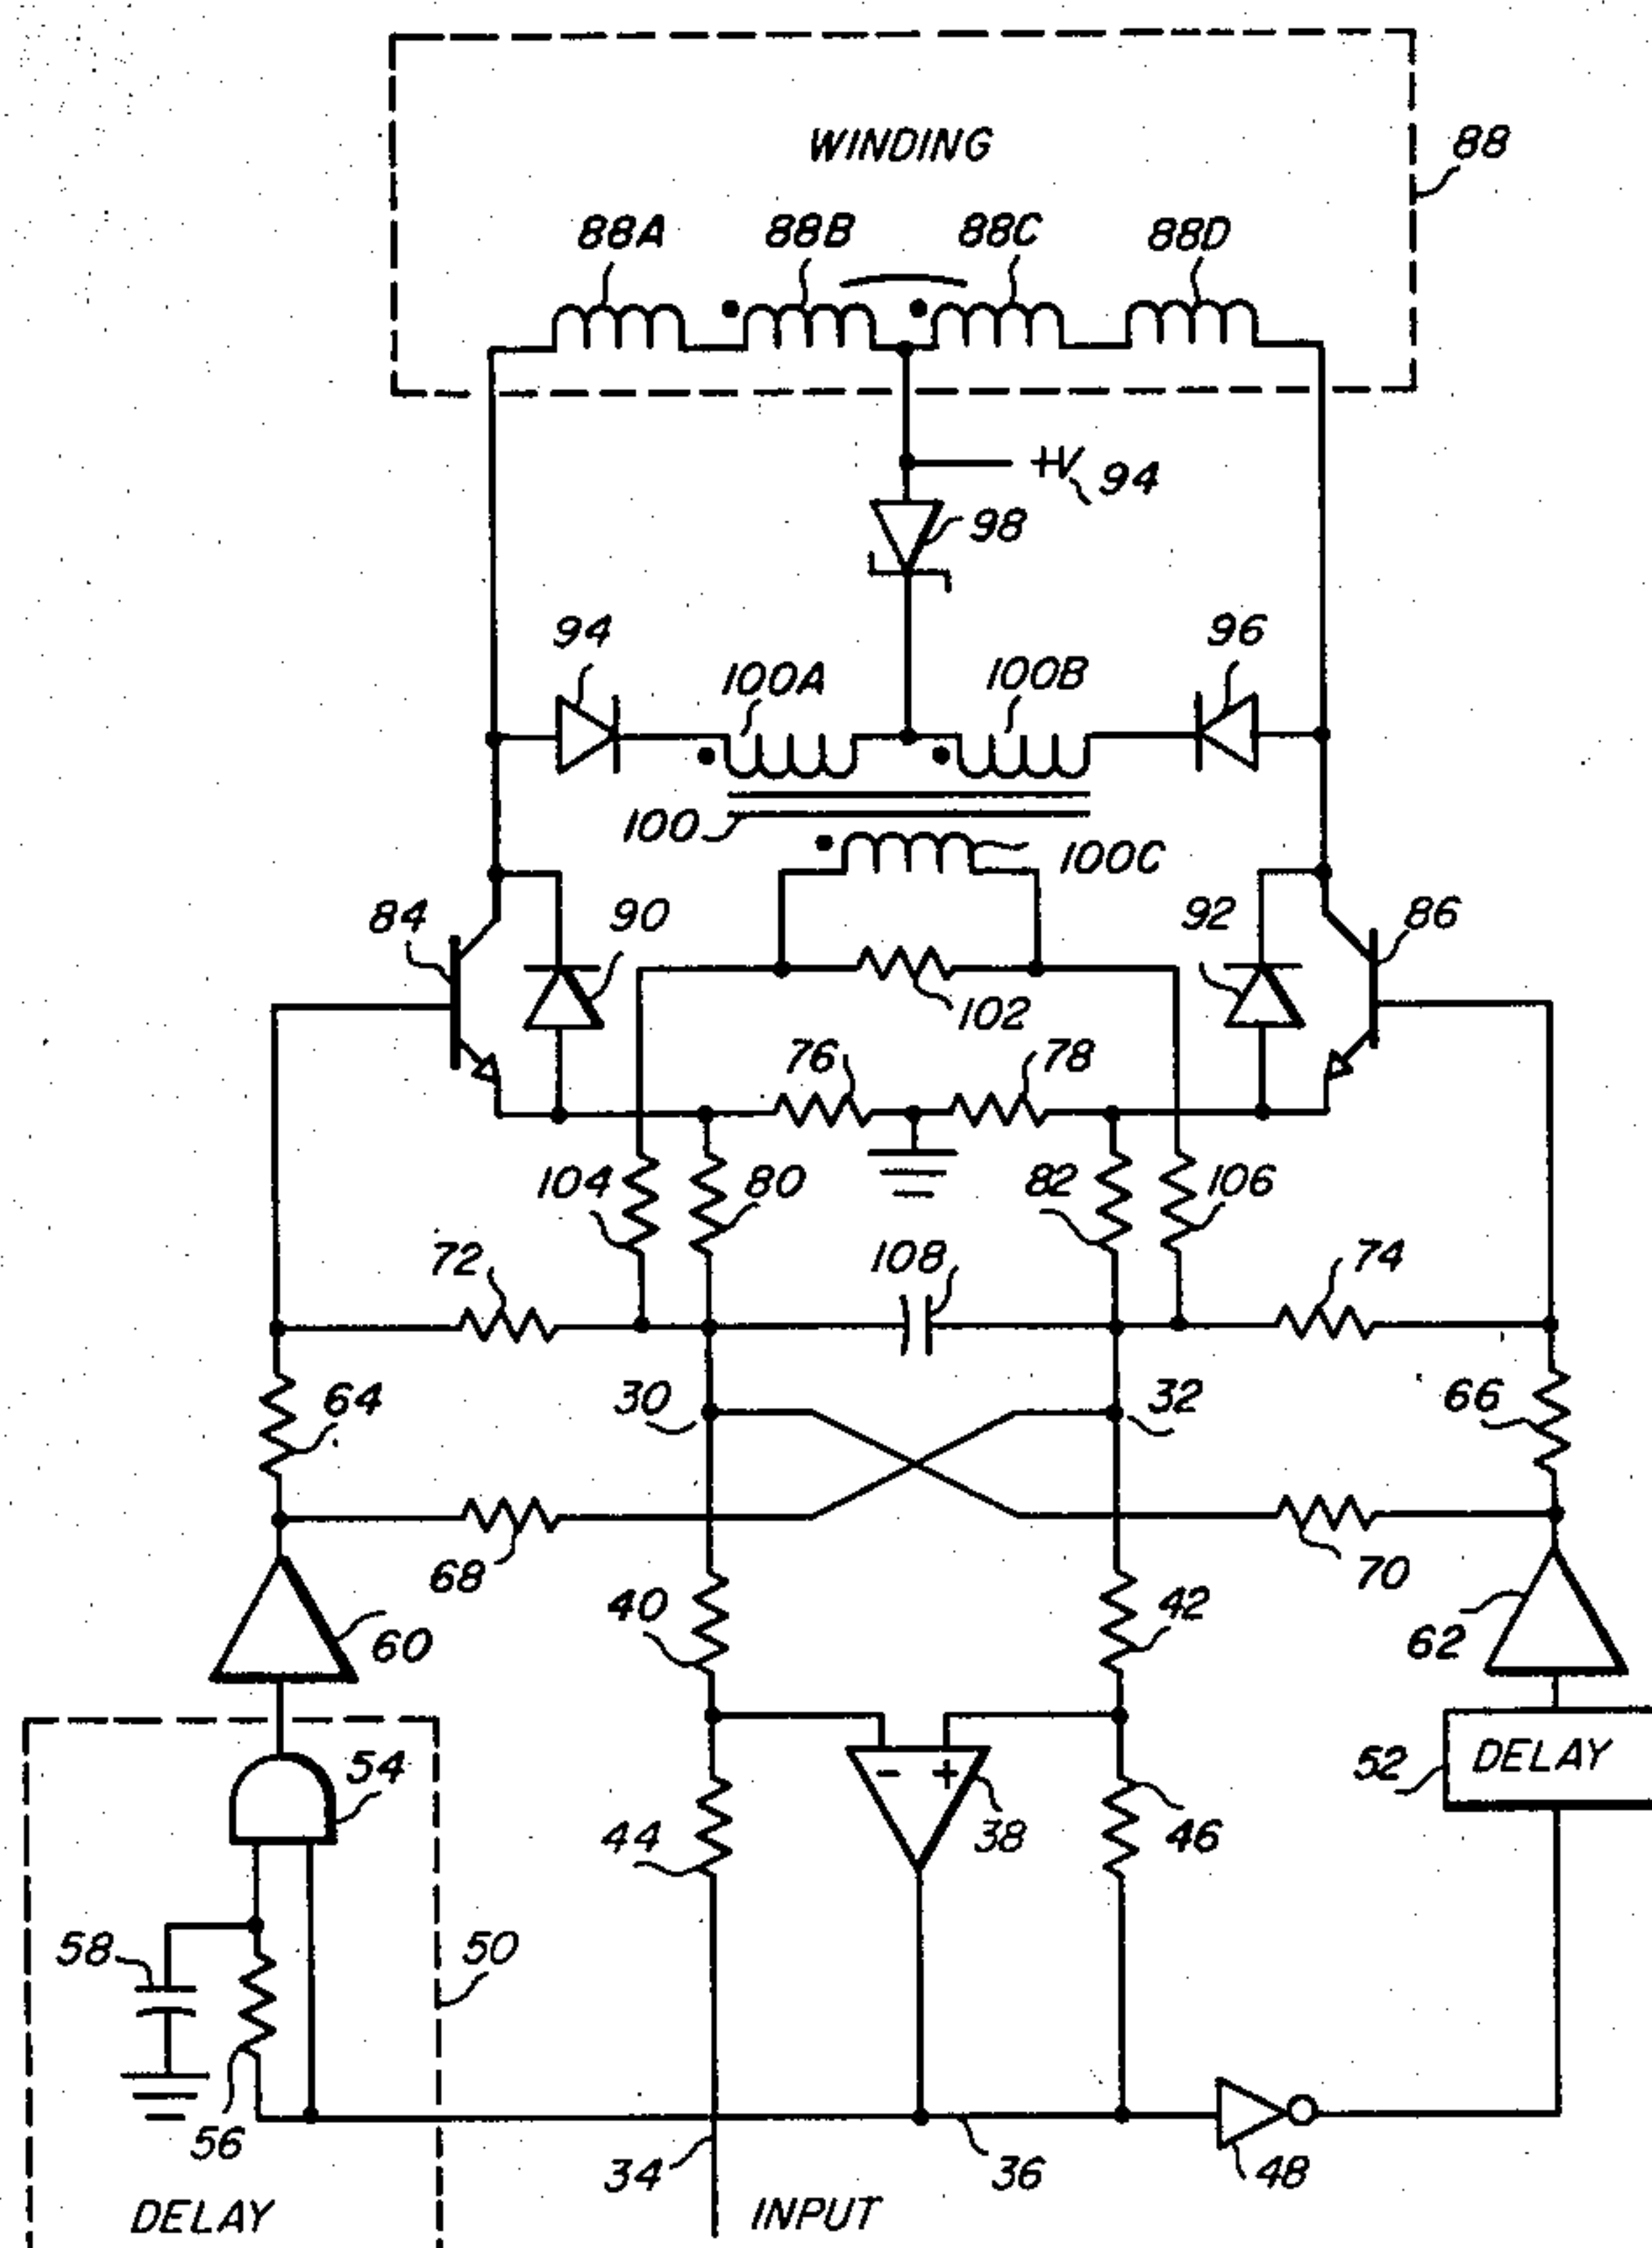 WINDING
88
88A 88B 88C 88D
+V 94
98
94 96
100A 100B
100
100C
84 90 92 86
102
76 78
104 80 82 106
72 108 74
64 30 32 66
68 70
40 42
60 62
54 - + 52 DELAY
44 38 46
58 50
56
34 36 48
DELAY INPUT